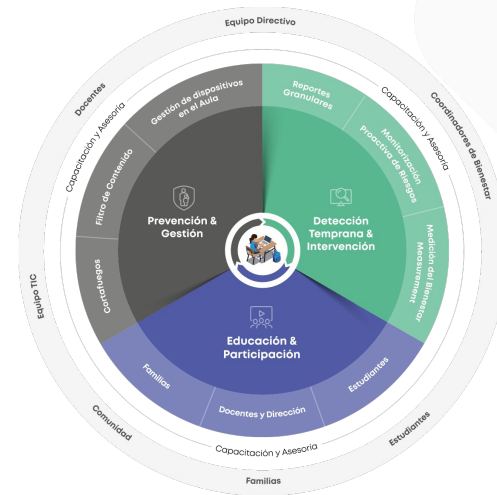 Equipo Directivo
Docentes
Coordinadores de Bienestar
Equipo TIC
Comunidad
Familias
Estudiantes
Capacitación y Asesoría
Capacitación y Asesoría
Capacitación y Asesoría
Gestión de dispositivos
en el Aula
Filtro de Contenido
Cortafuegos
Reportes
Granulares
Monitorización
Proactiva de Riesgos
Medición del Bienestar
Measurement
Prevención &
Gestión
Detección
Temprana &
Intervención
Educación &
Participación
Familias
Docentes y Dirección
Estudiantes